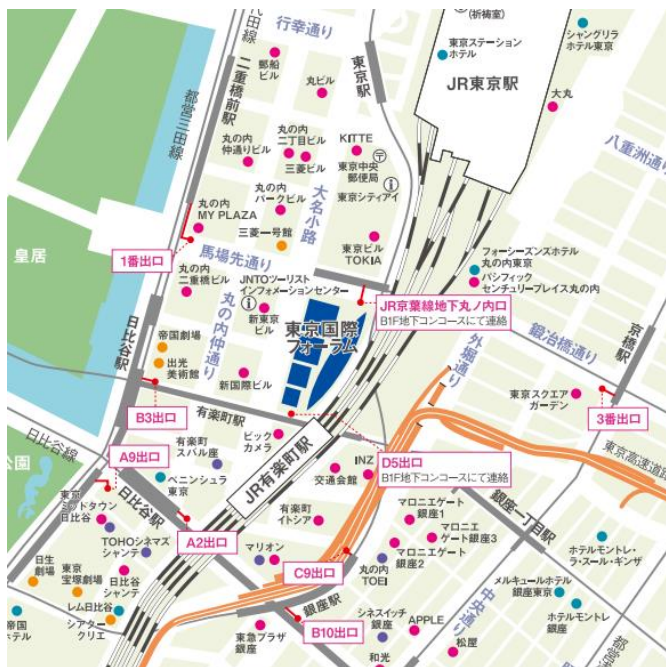 行幸通り
(祈祷室)
東京ステーション
ホテル
シャングリラ
ホテル東京
JR東京駅
大丸
八重洲通り
二重橋前駅
都営三田線
郵船
ビル
丸ビル
東京駅
丸の内
仲通りビル
丸の内
二丁目ビル
三菱ビル
KITTE
東京中央
郵便局
東京シティアイ
丸の内
パークビル
大名小路
丸の内
MY PLAZA
三菱一号館
東京ビル
TOKIA
皇居
1番出口
馬場先通り
丸の内
二重橋ビル
JNTOツーリスト
インフォメーションセンター
新東京
ビル
丸の内仲通り
東京国際
フォーラム
フォーシーズンズホテル
丸の内東京
パシフィック
センチュリープレイス丸の内
JR京葉線地下丸ノ内口
B1F地下コンコースにて連絡
外堀通り
鍛冶橋通り
京橋駅
日比谷駅
帝国劇場
出光
美術館
新国際ビル
東京スクエア
ガーデン
3番出口
B3出口
有楽町駅
日比谷線
公園
A9出口
有楽町
スバル座
ビック
カメラ
JR有楽町駅
D5出口
B1F地下コンコースにて連絡
東京高速道路
INZ
交通会館
ペニンシュラ
東京
日比谷駅
東京
ミッドタウン
日比谷
A2出口
有楽町
イトシア
マロニエゲート
銀座1
マロニエ
ゲート銀座3
マロニエゲート
銀座2
銀座一丁目駅
TOHOシネマズ
シャンテ
マリオン
C9出口
丸の内
TOEI
ホテルモントレ・
ラ・スール・ギンザ
日生
劇場
東京
宝塚劇場
日比谷
シャンテ
レム日比谷
シアター
クリエ
帝国
ホテル
銀座駅
B10出口
東急プラザ
銀座
シネスイッチ
銀座
APPLE
和光
中央通り
松屋
メルキュールホテル
銀座東京
ホテルモントレ
銀座